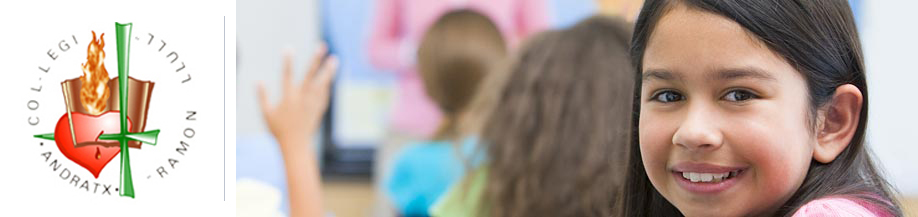 COL·LEGI
RAMON LLULL
·ANDRATX·